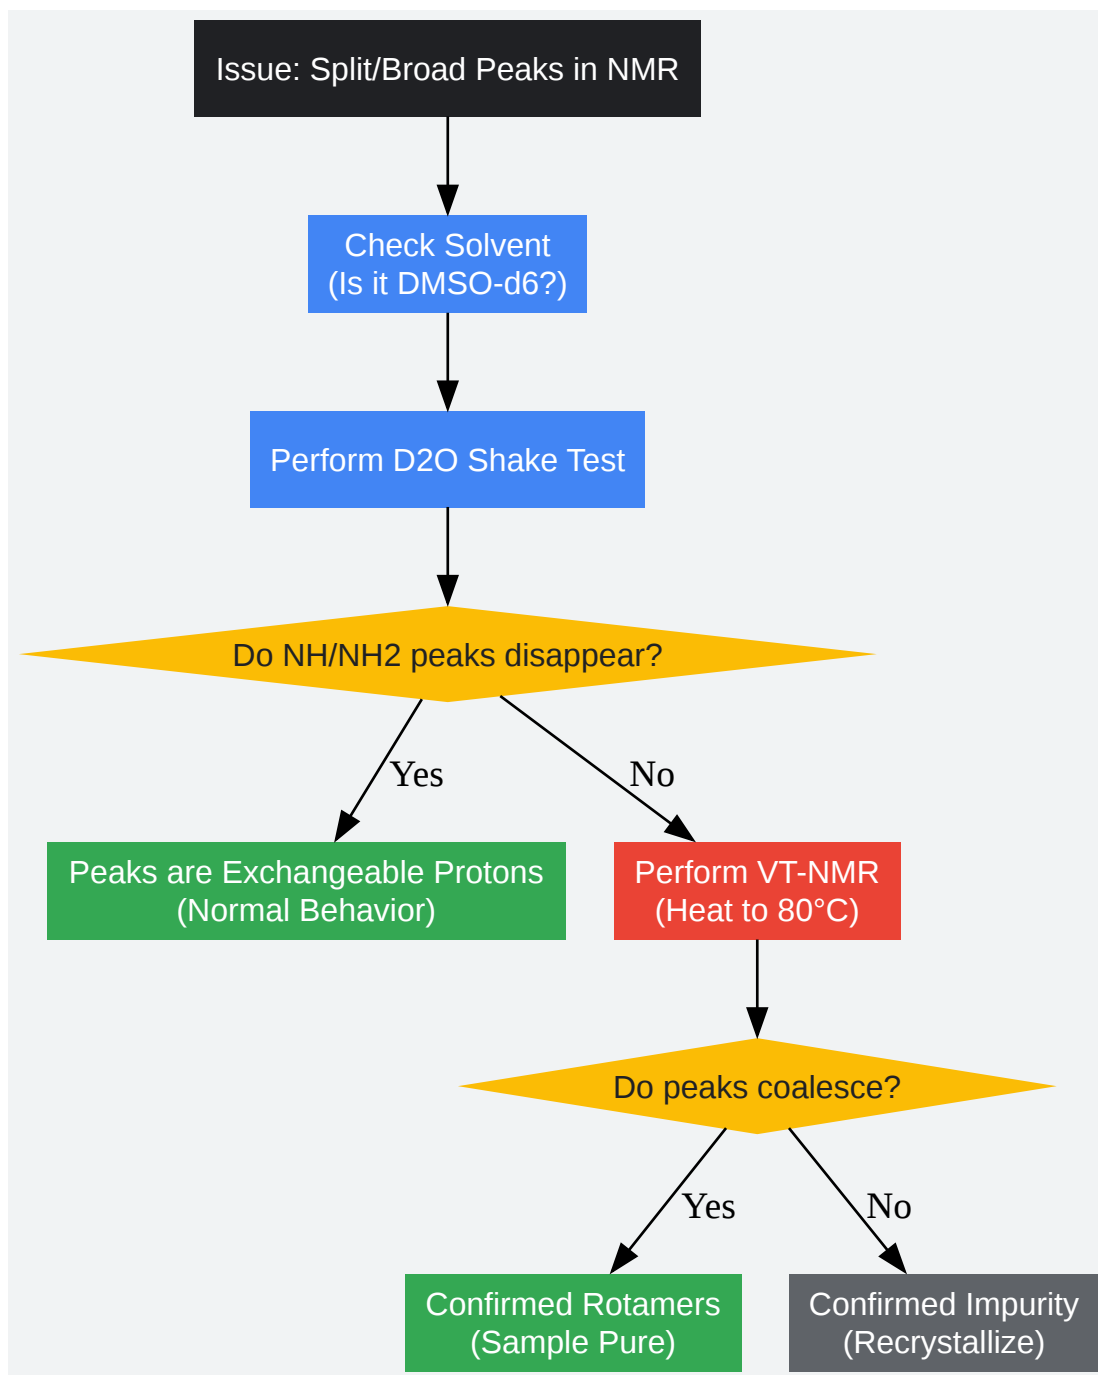 Issue: Split/Broad Peaks in NMR
Check Solvent
(Is it DMSO-d6?)
Perform D2O Shake Test
Do NH/NH2 peaks disappear?
Yes
No
Peaks are Exchangeable Protons
(Normal Behavior)
Perform VT-NMR
(Heat to 80°C)
Do peaks coalesce?
Yes
No
Confirmed Rotamers
(Sample Pure)
Confirmed Impurity
(Recrystallize)